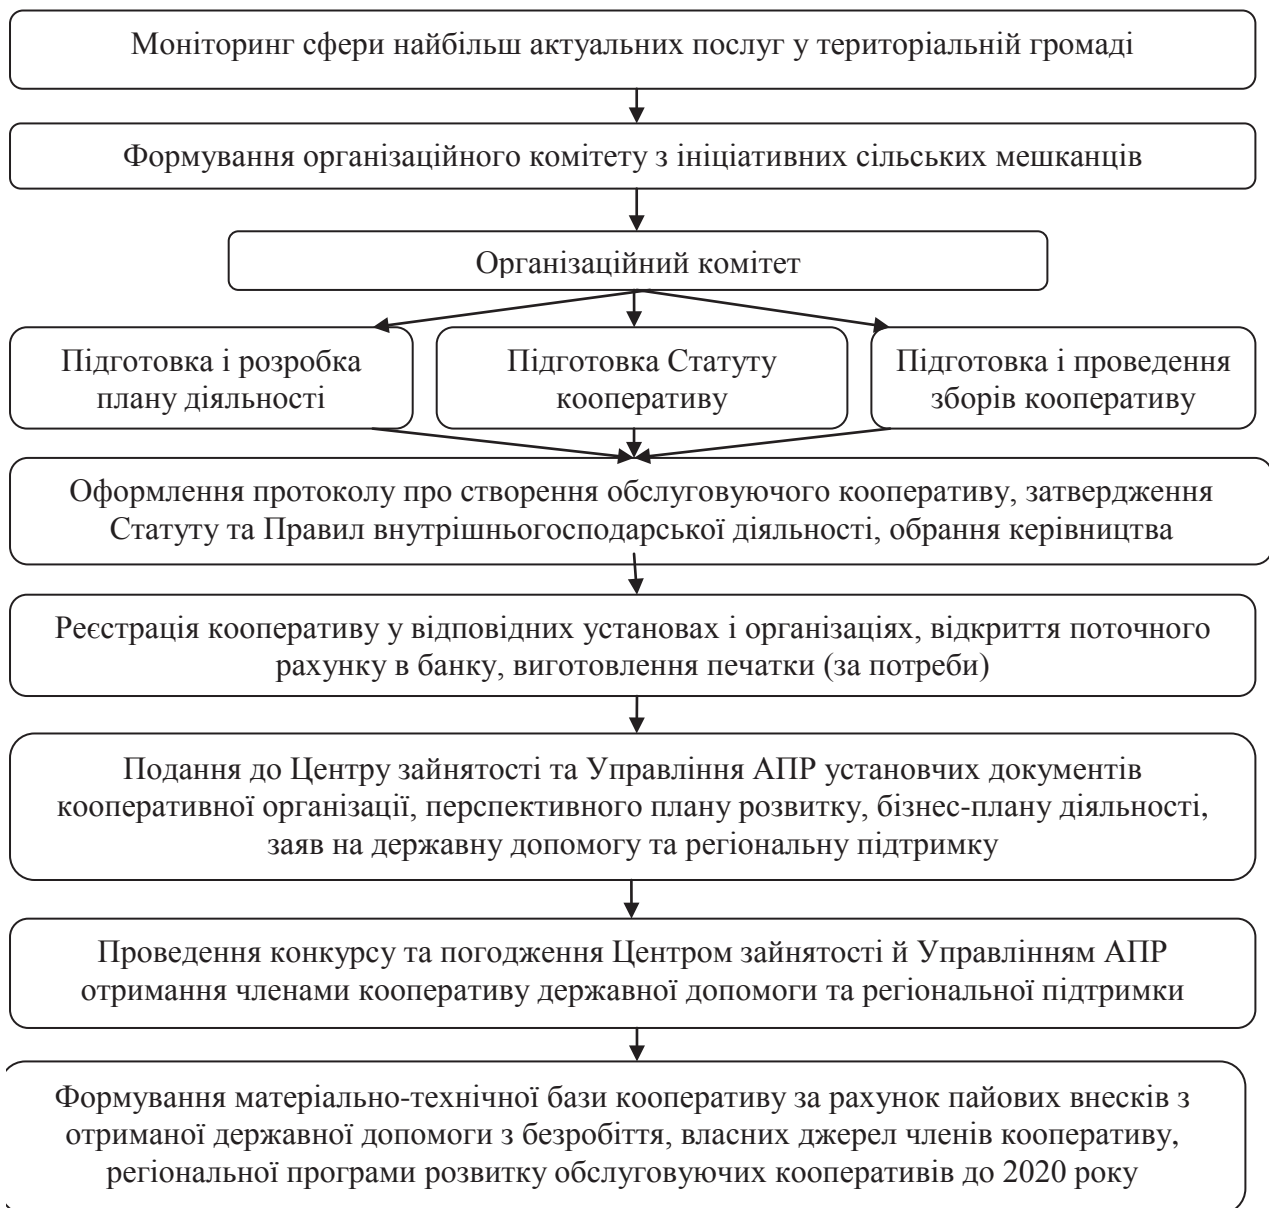 Моніторинг сфери найбільш актуальних послуг у територіальній громаді
Формування організаційного комітету з ініціативних сільських мешканців
Організаційний комітет
Підготовка і розробка
плану діяльності
Підготовка Статуту
кооперативу
Підготовка і проведення
зборів кооперативу
Оформлення протоколу про створення обслуговуючого кооперативу, затвердження
Статуту та Правил внутрішньогосподарської діяльності, обрання керівництва
Реєстрація кооперативу у відповідних установах і організаціях, відкриття поточного
рахунку в банку, виготовлення печатки (за потреби)
Подання до Центру зайнятості та Управління АПР установчих документів
кооперативної організації, перспективного плану розвитку, бізнес-плану діяльності,
заяв на державну допомогу та регіональну підтримку
Проведення конкурсу та погодження Центром зайнятості й Управлінням АПР
отримання членами кооперативу державної допомоги та регіональної підтримки
Формування матеріально-технічної бази кооперативу за рахунок пайових внесків з
отриманої державної допомоги з безробіття, власних джерел членів кооперативу,
регіональної програми розвитку обслуговуючих кооперативів до 2020 року